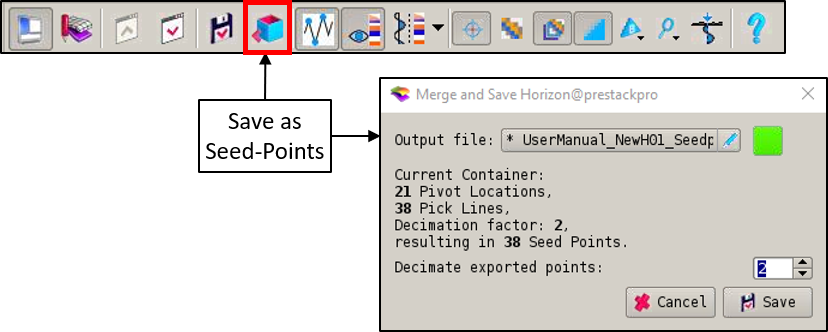 Save as
Seed-Points
Merge and Save Horizon@prestackpro
Output file: * UserManual_NewH01_Seedp
Current Container:
21 Pivot Locations,
38 Pick Lines,
Decimation factor: 2,
resulting in 38 Seed Points.
Decimate exported points: 2
Cancel Save